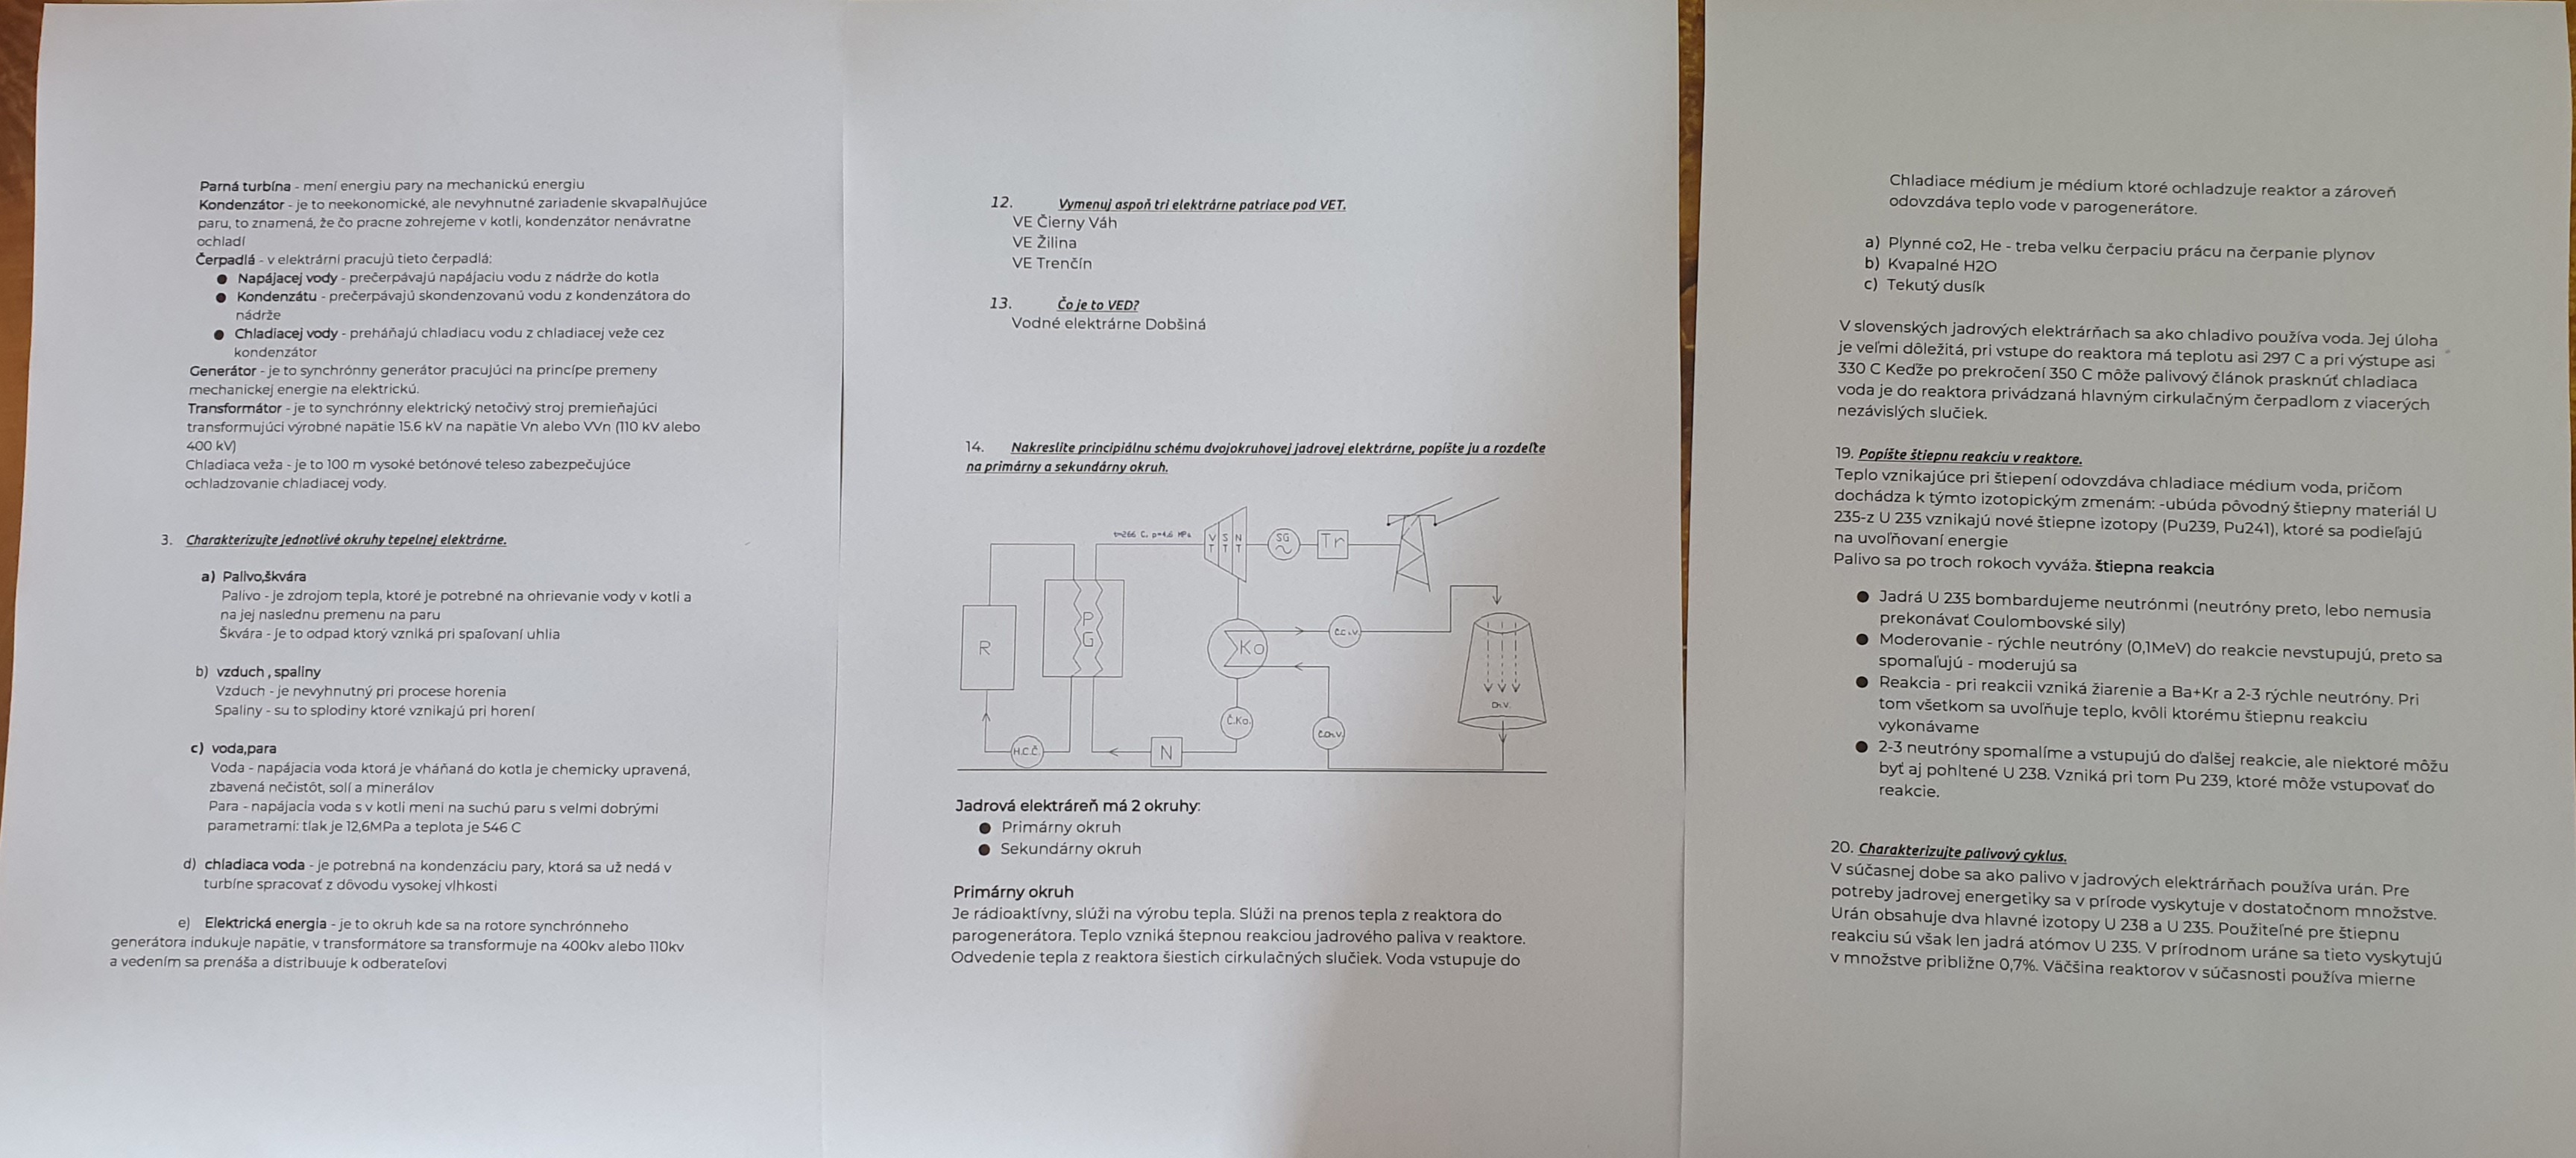 Parná turbína - mení energiu pary na mechanickú energiu
Kondenzátor - je to neekonomické, ale nevyhnutné zariadenie skvapalňujúce
paru, to znamená, že čo pracne zohrejeme v kotli, kondenzátor nenávratne
ochladí
Čerpadlá - v elektrární pracujú tieto čerpadlá:
● Napájacej vody - prečerpávajú napájaciu vodu z nádrže do kotla
● Kondenzátu - prečerpávajú skondenzovanú vodu z kondenzátora do
nádrže
● Chladiacej vody - preháňajú chladiacu vodu z chladiacej veže cez
kondenzátor
Generátor - je to synchrónny generátor pracujúci na princípe premeny
mechanickej energie na elektrickú.
Transformátor - je to synchrónny elektrický netočivý stroj premieňajúci
transformujúci výrobné napätie 15.6 kV na napätie Vn alebo VVn (110 kV alebo
400 kV)
Chladiaca veža - je to 100 m vysoké betónové teleso zabezpečujúce
ochladzovanie chladiacej vody.
3. Charakterizujte jednotlivé okruhy tepelnej elektrárne.
a) Palivo,škvára
Palivo - je zdrojom tepla, ktoré je potrebné na ohrievanie vody v kotli a
na jej naslednu premenu na paru
Škvára - je to odpad ktorý vzniká pri spaľovaní uhlia
b) vzduch , spaliny
Vzduch - je nevyhnutný pri procese horenia
Spaliny - su to splodiny ktoré vznikajú pri horení
c) voda,para
Voda - napájacia voda ktorá je vháňaná do kotla je chemicky upravená,
zbavená nečistôt, solí a minerálov
Para - napájacia voda s v kotli meni na suchú paru s velmi dobrými
parametrami: tlak je 12,6MPa a teplota je 546 C
d) chladiaca voda - je potrebná na kondenzáciu pary, ktorá sa už nedá v
turbíne spracovať z dôvodu vysokej vlhkosti
e) Elektrická energia - je to okruh kde sa na rotore synchrónneho
generátora indukuje napätie, v transformátore sa transformuje na 400kv alebo 110kv
a vedením sa prenáša a distribuuje k odberateľovi
12. Vymenuj aspoň tri elektrárne patriace pod VET.
VE Čierny Váh
VE Žilina
VE Trenčín
13. Čo je to VED?
Vodné elektrárne Dobšiná
14. Nakreslite principiálnu schému dvojokruhovej jadrovej elektrárne, popíšte ju a rozdeľte
na primárny a sekundárny okruh.
t=266 C, p=4,6 MPa
VT ST NT
SG
Tr
R
PG
Ko
Č.C.H.V.
Č.Ko.
H.C.Č.
N
Č.CH.V.
CH.V.
Jadrová elektráreň má 2 okruhy:
● Primárny okruh
● Sekundárny okruh
Primárny okruh
Je rádioaktívny, slúži na výrobu tepla. Slúži na prenos tepla z reaktora do
parogenerátora. Teplo vzniká štepnou reakciou jadrového paliva v reaktore.
Odvedenie tepla z reaktora šiestich cirkulačných slučiek. Voda vstupuje do
Chladiace médium je médium ktoré ochladzuje reaktor a zároveň
odovzdáva teplo vode v parogenerátore.
a) Plynné co2, He - treba velku čerpaciu prácu na čerpanie plynov
b) Kvapalné H2O
c) Tekutý dusík
V slovenských jadrových elektrárňach sa ako chladivo používa voda. Jej úloha
je veľmi dôležitá, pri vstupe do reaktora má teplotu asi 297 C a pri výstupe asi
330 C Keďže po prekročení 350 C môže palivový článok prasknúť chladiaca
voda je do reaktora privádzaná hlavným cirkulačným čerpadlom z viacerých
nezávislých slučiek.
19. Popíšte štiepnu reakciu v reaktore.
Teplo vznikajúce pri štiepení odovzdáva chladiace médium voda, pričom
dochádza k týmto izotopickým zmenám: -ubúda pôvodný štiepny materiál U
235-z U 235 vznikajú nové štiepne izotopy (Pu239, Pu241), ktoré sa podieľajú
na uvoľňovaní energie
Palivo sa po troch rokoch vyváža. štiepna reakcia
● Jadrá U 235 bombardujeme neutrónmi (neutróny preto, lebo nemusia
prekonávať Coulombovské sily)
● Moderovanie - rýchle neutróny (0,1MeV) do reakcie nevstupujú, preto sa
spomaľujú - moderujú sa
● Reakcia - pri reakcii vzniká žiarenie a Ba+Kr a 2-3 rýchle neutróny. Pri
tom všetkom sa uvoľňuje teplo, kvôli ktorému štiepnu reakciu
vykonávame
● 2-3 neutróny spomalíme a vstupujú do ďalšej reakcie, ale niektoré môžu
byť aj pohltené U 238. Vzniká pri tom Pu 239, ktoré môže vstupovať do
reakcie.
20. Charakterizujte palivový cyklus.
V súčasnej dobe sa ako palivo v jadrových elektrárňach používa urán. Pre
potreby jadrovej energetiky sa v prírode vyskytuje v dostatočnom množstve.
Urán obsahuje dva hlavné izotopy U 238 a U 235. Použiteľné pre štiepnu
reakciu sú však len jadrá atómov U 235. V prírodnom uráne sa tieto vyskytujú
v množstve približne 0,7%. Väčšina reaktorov v súčasnosti používa mierne